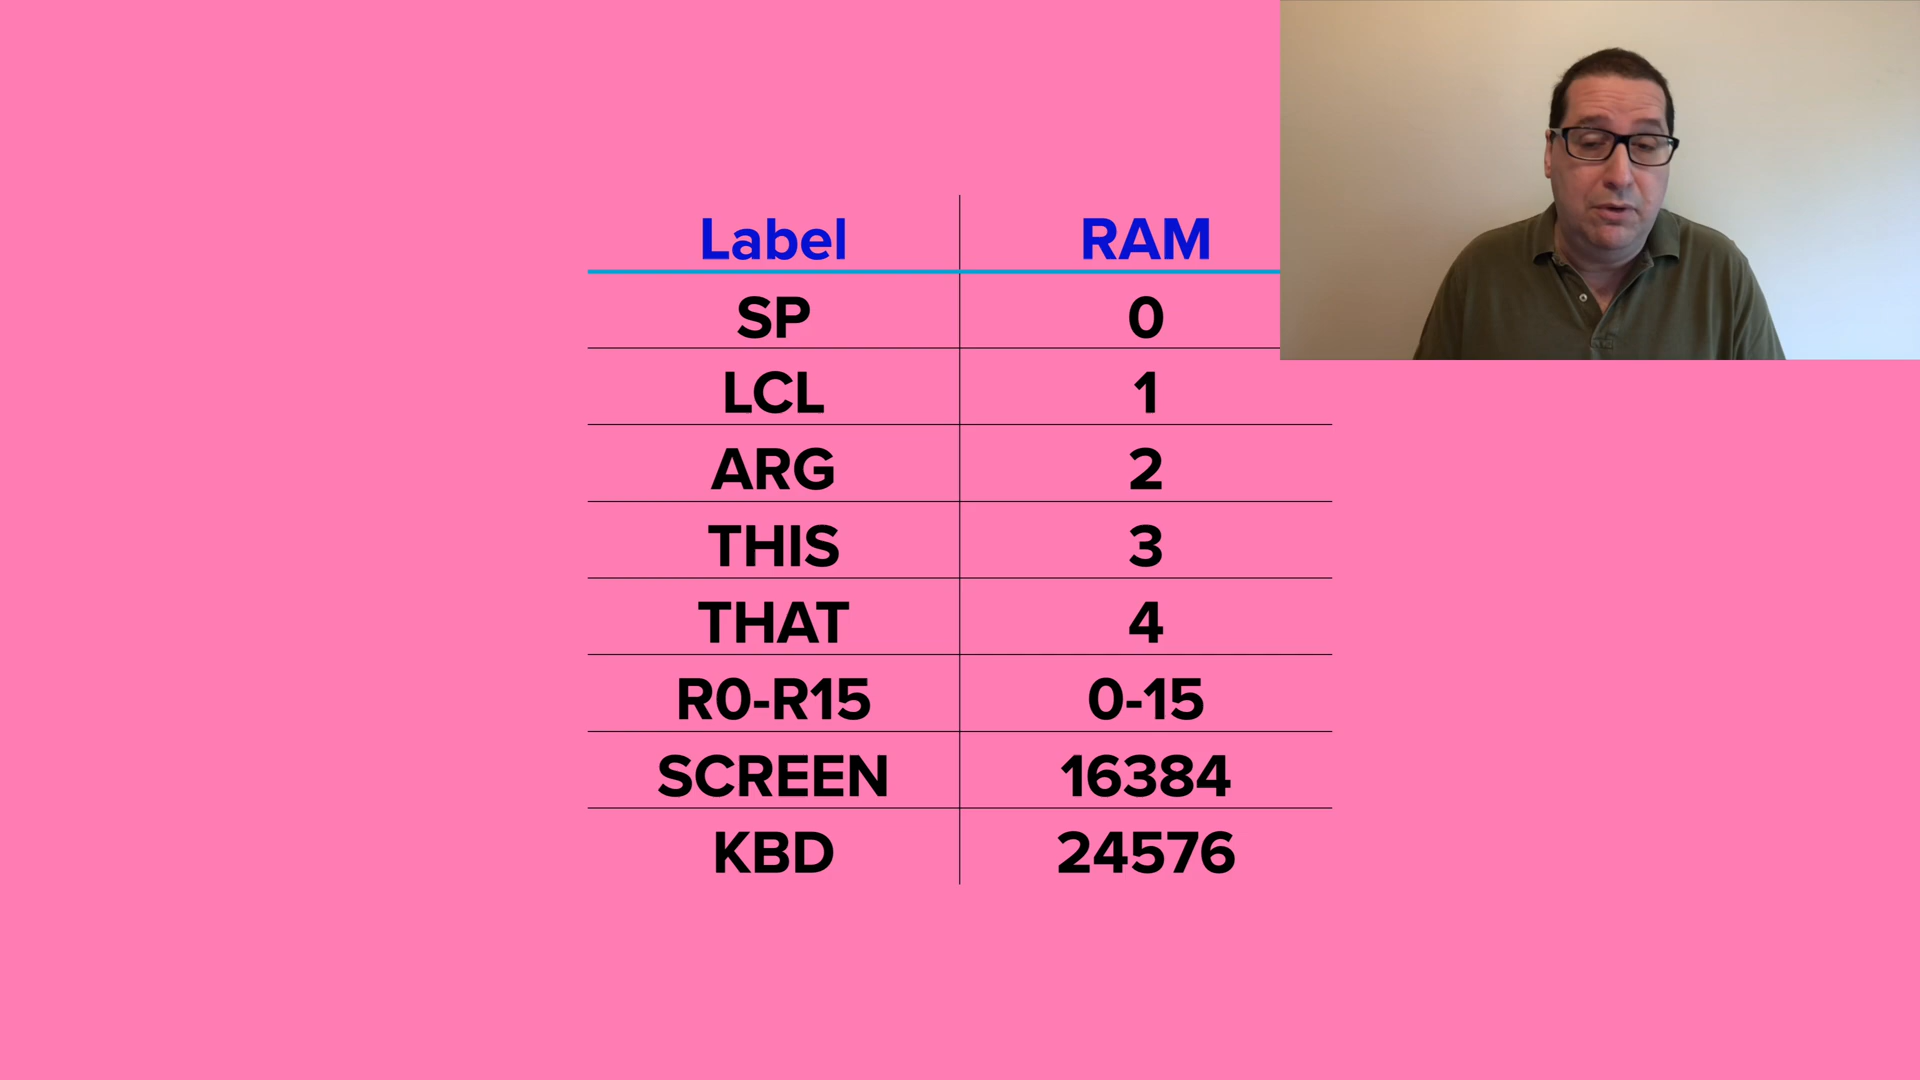 Label RAM
SP 0
LCL 1
ARG 2
THIS 3
THAT 4
R0-R15 0-15
SCREEN 16384
KBD 24576